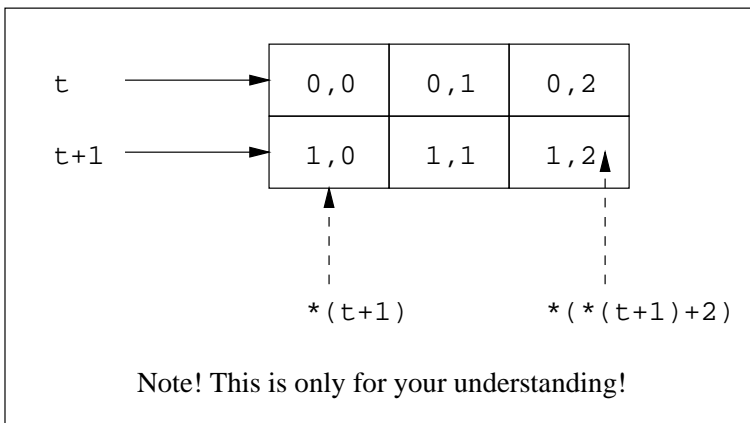 t 0,0 0,1 0,2
t+1 1,0 1,1 1,2
*(t+1) *(*(t+1)+2)
Note! This is only for your understanding!